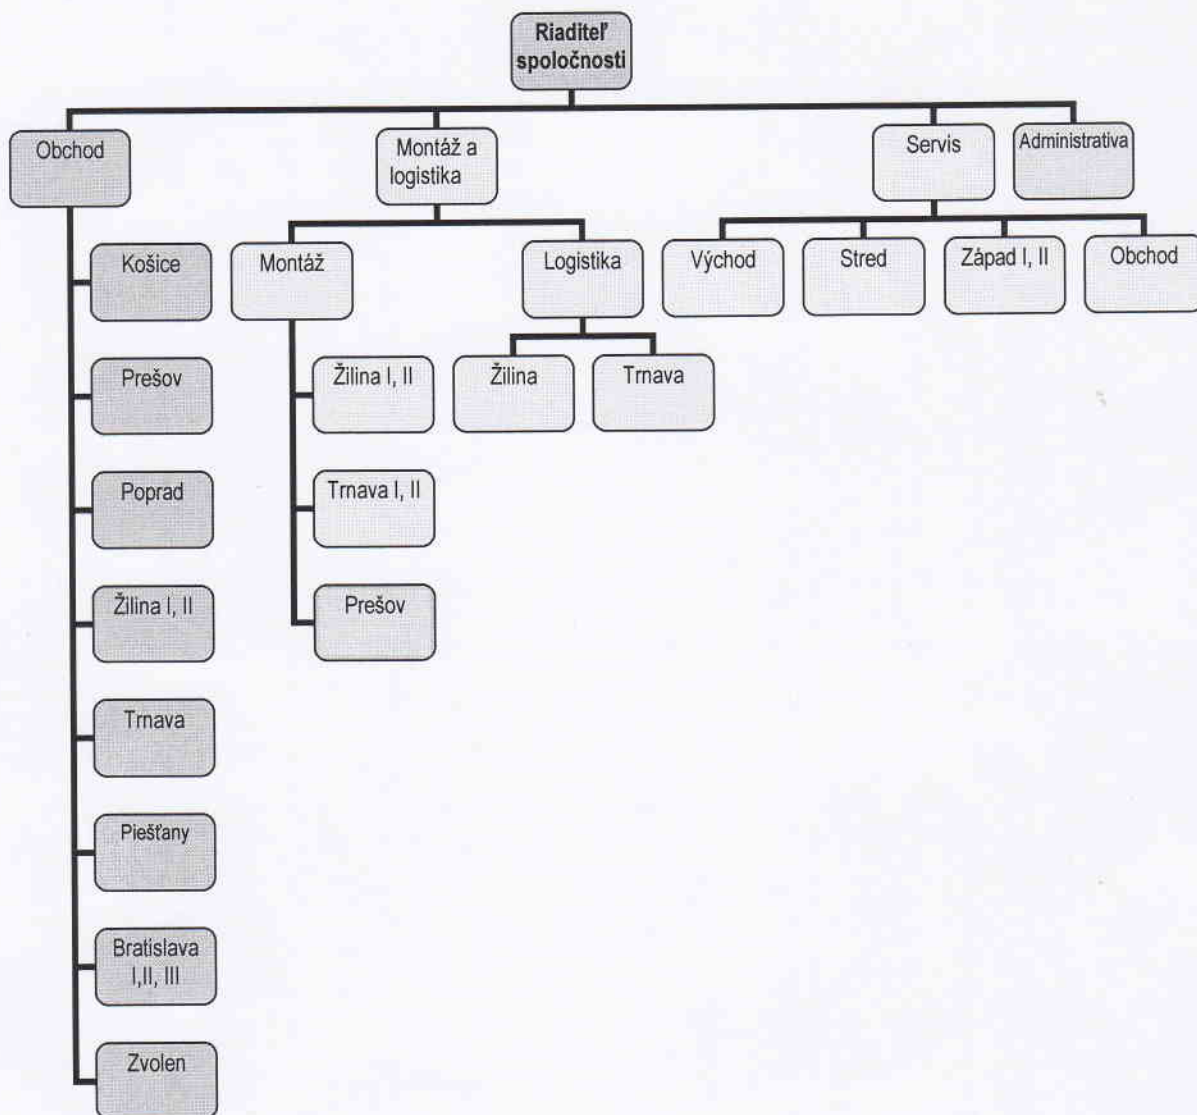 Riaditeľ
spoločnosti
Obchod
Montáž a
logistika
Servis
Administratíva
Košice
Montáž
Logistika
Východ
Stred
Západ I, II
Obchod
Prešov
Žilina I, II
Žilina
Trnava
Poprad
Trnava I, II
Žilina I, II
Prešov
Trnava
Piešťany
Bratislava
I,II, III
Zvolen